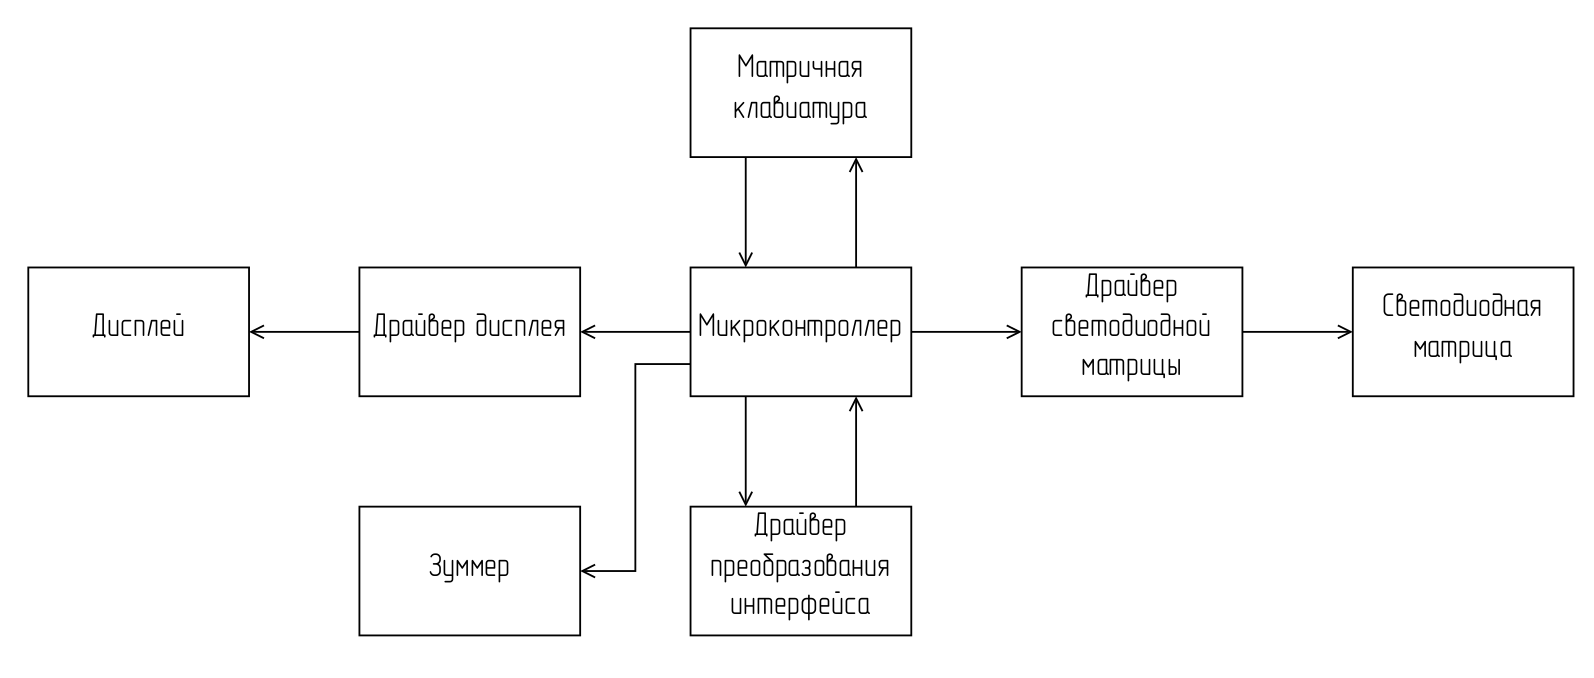 Матричная
клавиатура
Дисплей
Драйвер дисплея
Микроконтроллер
Драйвер
светодиодной
матрицы
Светодиодная
матрица
Зуммер
Драйвер
преобразования
интерфейса